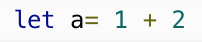 let a= 1 + 2